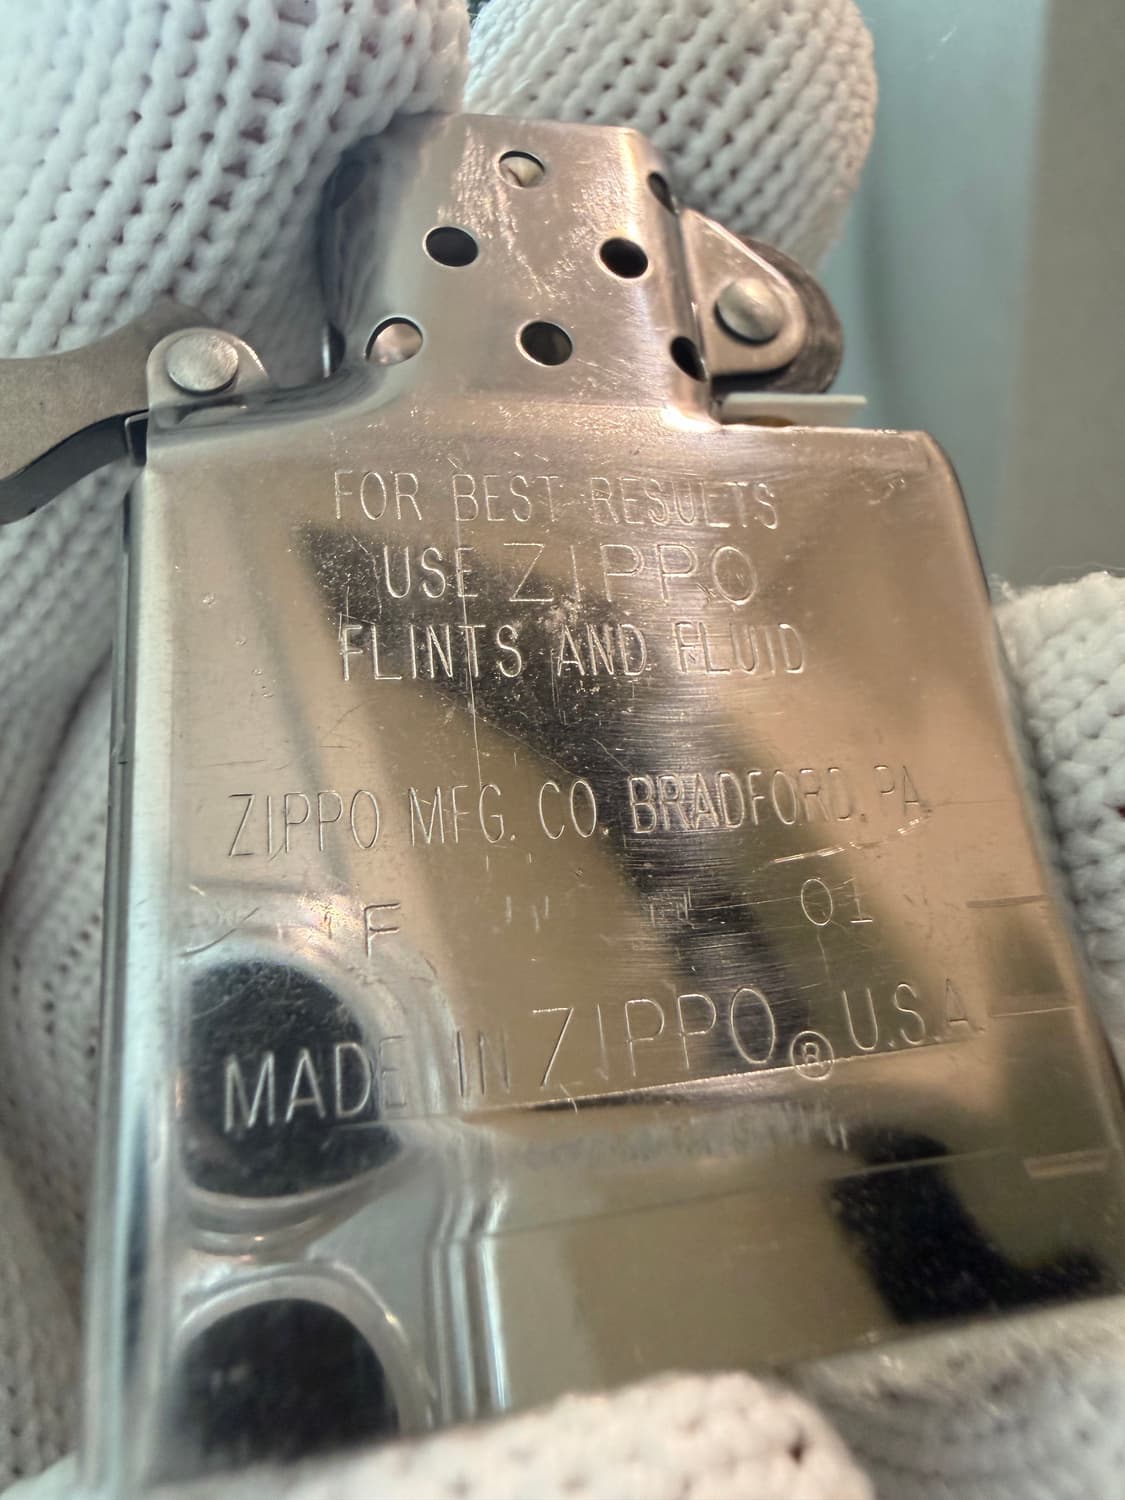 FOR BEST RESULTS
USE ZIPPO
FLINTS AND FLUID
ZIPPO MFG. CO. BRADFORD, PA.
F 01
MADE IN ZIPPO ® U.S.A.